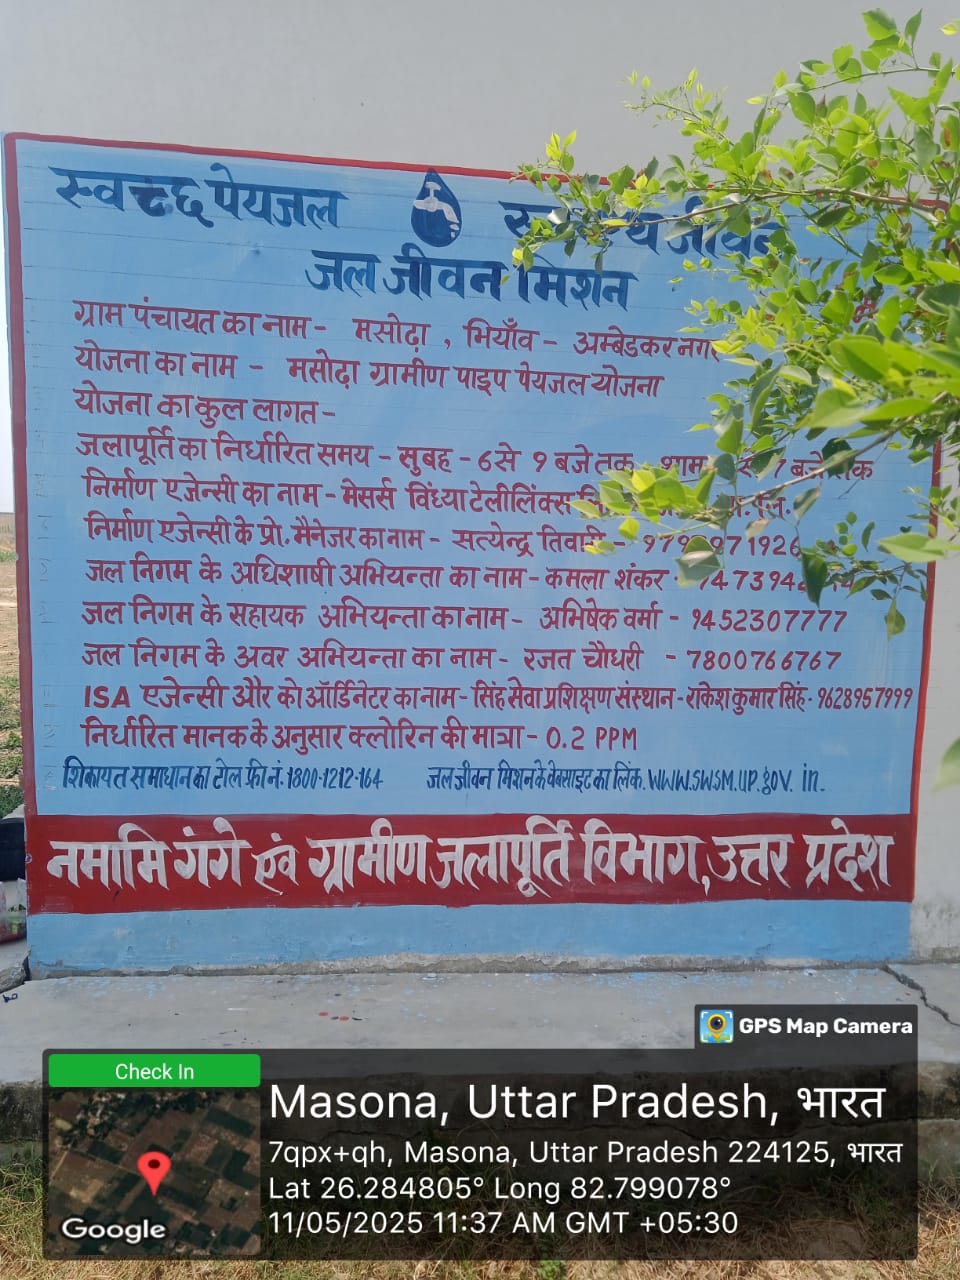 स्वच्छ पेयजल
जीवन
जल जीवन मिशन
ग्राम पंचायत का नाम - मसोढ़ा , भियाँव - अम्बेडकर नगर
योजना का नाम - मसोढ़ा ग्रामीण पाइप पेयजल योजना
योजना का कुल लागत -
जलापूर्ति का निर्धारित समय - सुबह - 6 से 9 बजे तक शाम 7 बजे तक
निर्माण एजेन्सी का नाम - मेसर्स विंध्या टेलीलिंक्स
निर्माण एजेन्सी के प्रो. मैनेजर का नाम - सत्येन्द्र तिवारी -
जल निगम के अधिशाषी अभियन्ता का नाम - कमला शंकर
जल निगम के सहायक अभियन्ता का नाम - अभिषेक वर्मा - 9452307777
जल निगम के अवर अभियन्ता का नाम - रजत चौधरी - 7800766767
ISA एजेन्सी और को ऑर्डिनेटर का नाम - सिंह सेवा प्रशिक्षण संस्थान - राकेश कुमार सिंह - 9628957999
निर्धारित मानक के अनुसार क्लोरिन की मात्रा - 0.2 PPM
शिकायत समाधान का टोल फ्री नं. 1800-1212-164 जल जीवन मिशन के वेबसाइट का लिंक. WWW.SWSM.UP.gov. in.
नमामि गंगे एवं ग्रामीण जलापूर्ति विभाग, उत्तर प्रदेश
GPS Map Camera
Check In
Masona, Uttar Pradesh, भारत
7qpx+qh, Masona, Uttar Pradesh 224125, भारत
Lat 26.284805° Long 82.799078°
11/05/2025 11:37 AM GMT +05:30
Google